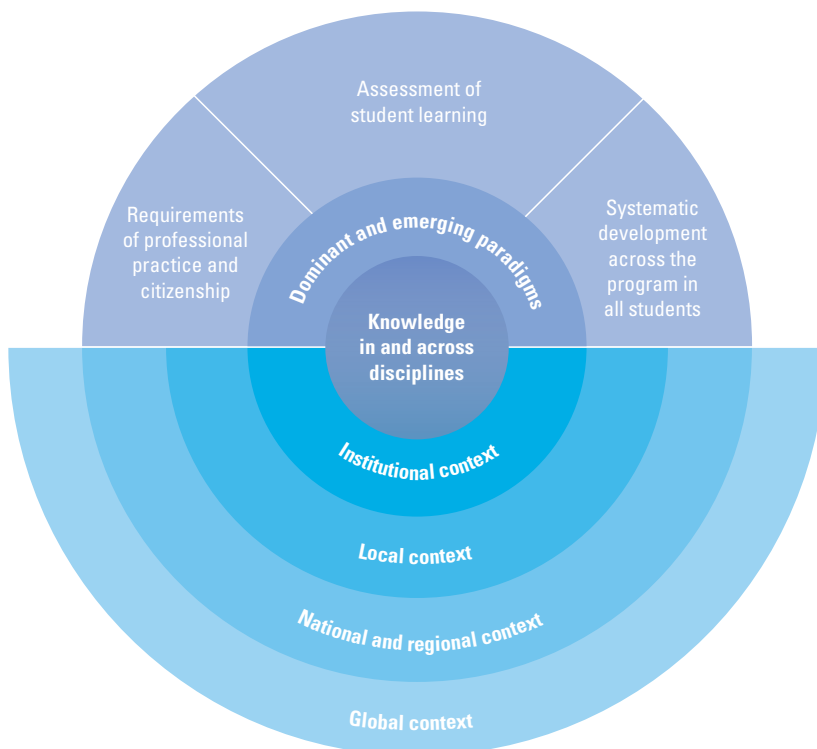 Assessment of
student learning
Requirements
of professional
practice and
citizenship
Systematic
development
across the
program in
all students
Dominant and emerging paradigms
Knowledge
in and across
disciplines
Institutional context
Local context
National and regional context
Global context